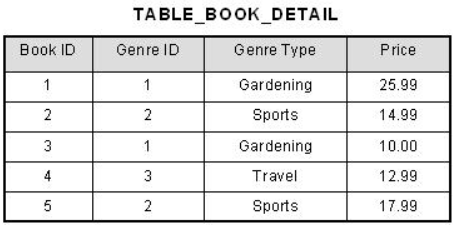 TABLE_BOOK_DETAIL
Book ID Genre ID Genre Type Price
1 1 Gardening 25.99
2 2 Sports 14.99
3 1 Gardening 10.00
4 3 Travel 12.99
5 2 Sports 17.99